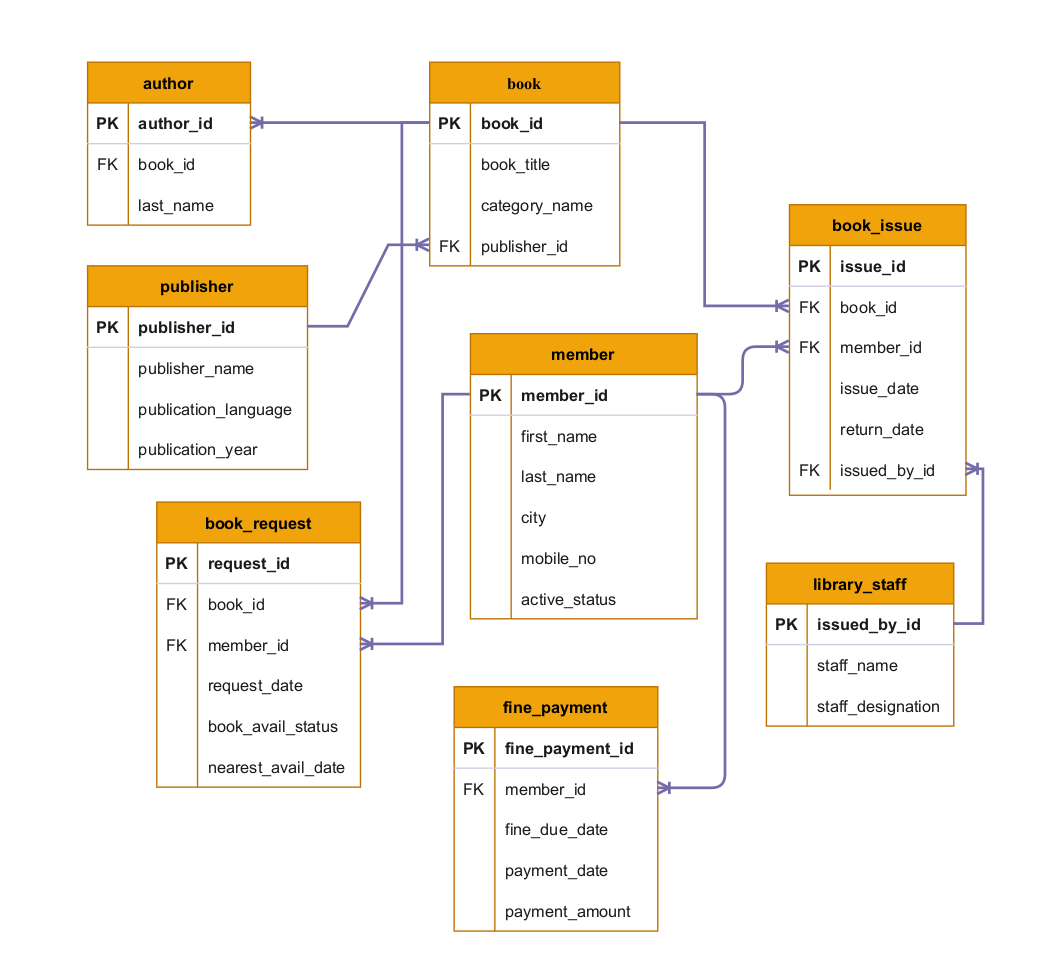 author
PK author_id
FK book_id
last_name
book
PK book_id
book_title
category_name
FK publisher_id
publisher
PK publisher_id
publisher_name
publication_language
publication_year
book_issue
PK issue_id
FK book_id
FK member_id
issue_date
return_date
FK issued_by_id
member
PK member_id
first_name
last_name
city
mobile_no
active_status
book_request
PK request_id
FK book_id
FK member_id
request_date
book_avail_status
nearest_avail_date
library_staff
PK issued_by_id
staff_name
staff_designation
fine_payment
PK fine_payment_id
FK member_id
fine_due_date
payment_date
payment_amount